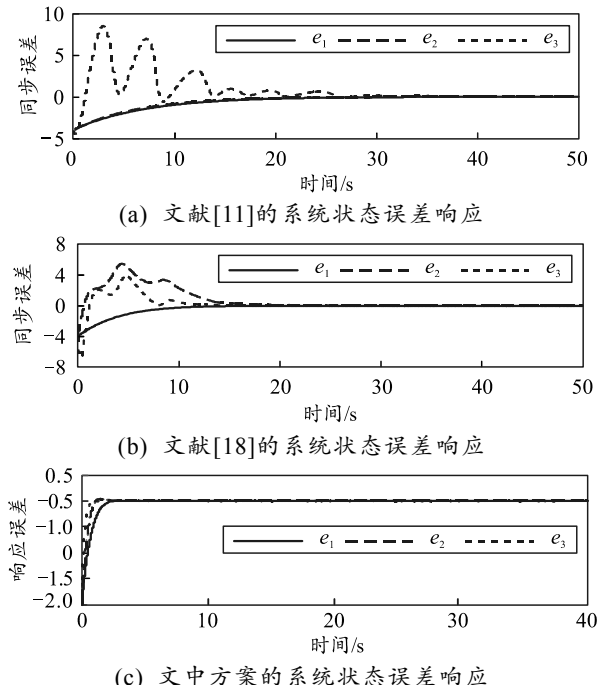 10
5
0
-5
同步误差
e1 e2 e3
0 10 20 30 40 50
时间/s
(a) 文献[11]的系统状态误差响应
8
4
0
-4
-8
同步误差
e1 e2 e3
0 10 20 30 40 50
时间/s
(b) 文献[18]的系统状态误差响应
0.5
-0.5
-1.0
0
-1.5
-2.0
响应误差
e1 e2 e3
0 10 20 30 40
时间/s
(c) 文中方案的系统状态误差响应